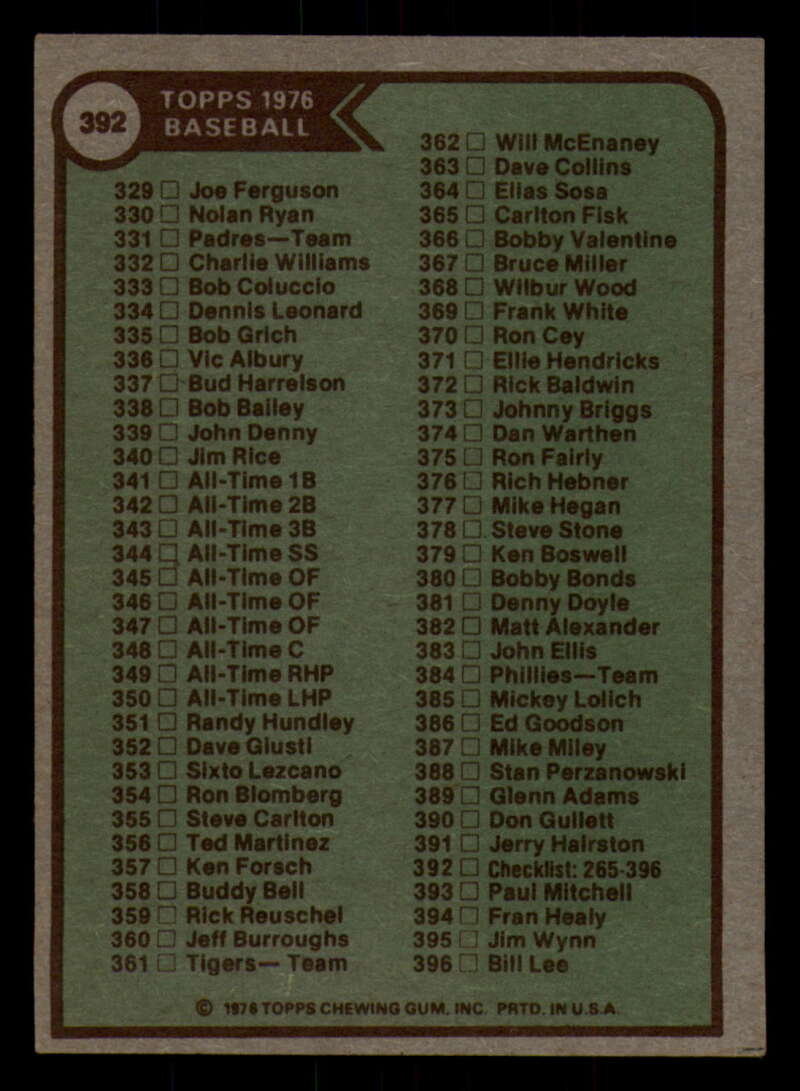 392
TOPPS 1976
BASEBALL
329 Joe Ferguson
330 Nolan Ryan
331 Padres—Team
332 Charlie Williams
333 Bob Coluccio
334 Dennis Leonard
335 Bob Grich
336 Vic Albury
337 Bud Harrelson
338 Bob Bailey
339 John Denny
340 Jim Rice
341 All-Time 1B
342 All-Time 2B
343 All-Time 3B
344 All-Time SS
345 All-Time OF
346 All-Time OF
347 All-Time OF
348 All-Time C
349 All-Time RHP
350 All-Time LHP
351 Randy Hundley
352 Dave Giusti
353 Sixto Lezcano
354 Ron Blomberg
355 Steve Carlton
356 Ted Martinez
357 Ken Forsch
358 Buddy Bell
359 Rick Reuschel
360 Jeff Burroughs
361 Tigers— Team
362 Will McEnaney
363 Dave Collins
364 Elias Sosa
365 Carlton Fisk
366 Bobby Valentine
367 Bruce Miller
368 Wilbur Wood
369 Frank White
370 Ron Cey
371 Ellie Hendricks
372 Rick Baldwin
373 Johnny Briggs
374 Dan Warthen
375 Ron Fairly
376 Rich Hebner
377 Mike Hegan
378 Steve Stone
379 Ken Boswell
380 Bobby Bonds
381 Denny Doyle
382 Matt Alexander
383 John Ellis
384 Phillies—Team
385 Mickey Lolich
386 Ed Goodson
387 Mike Miley
388 Stan Perzanowski
389 Glenn Adams
390 Don Gullett
391 Jerry Hairston
392 Checklist: 265-396
393 Paul Mitchell
394 Fran Healy
395 Jim Wynn
396 Bill Lee
© 1976 TOPPS CHEWING GUM, INC. PRTD. IN U.S.A.